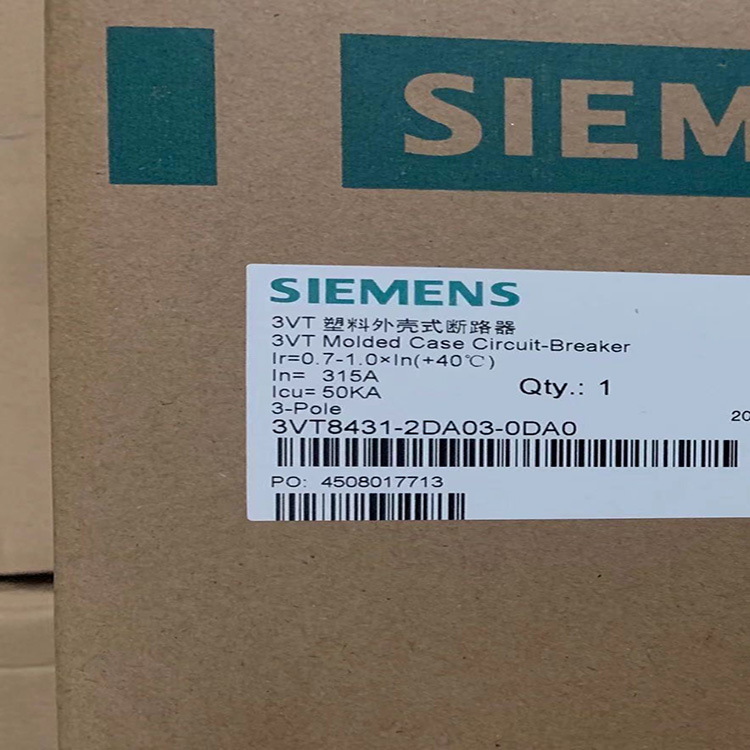 SIEM
SIEMENS
3VT 塑料外壳式断路器
3VT Molded Case Circuit-Breaker
Ir=0.7-1.0×In(+40℃)
In= 315A
Icu= 50KA
Qty.: 1
3-Pole
20
3VT8431-2DA03-0DA0
PO: 4508017713